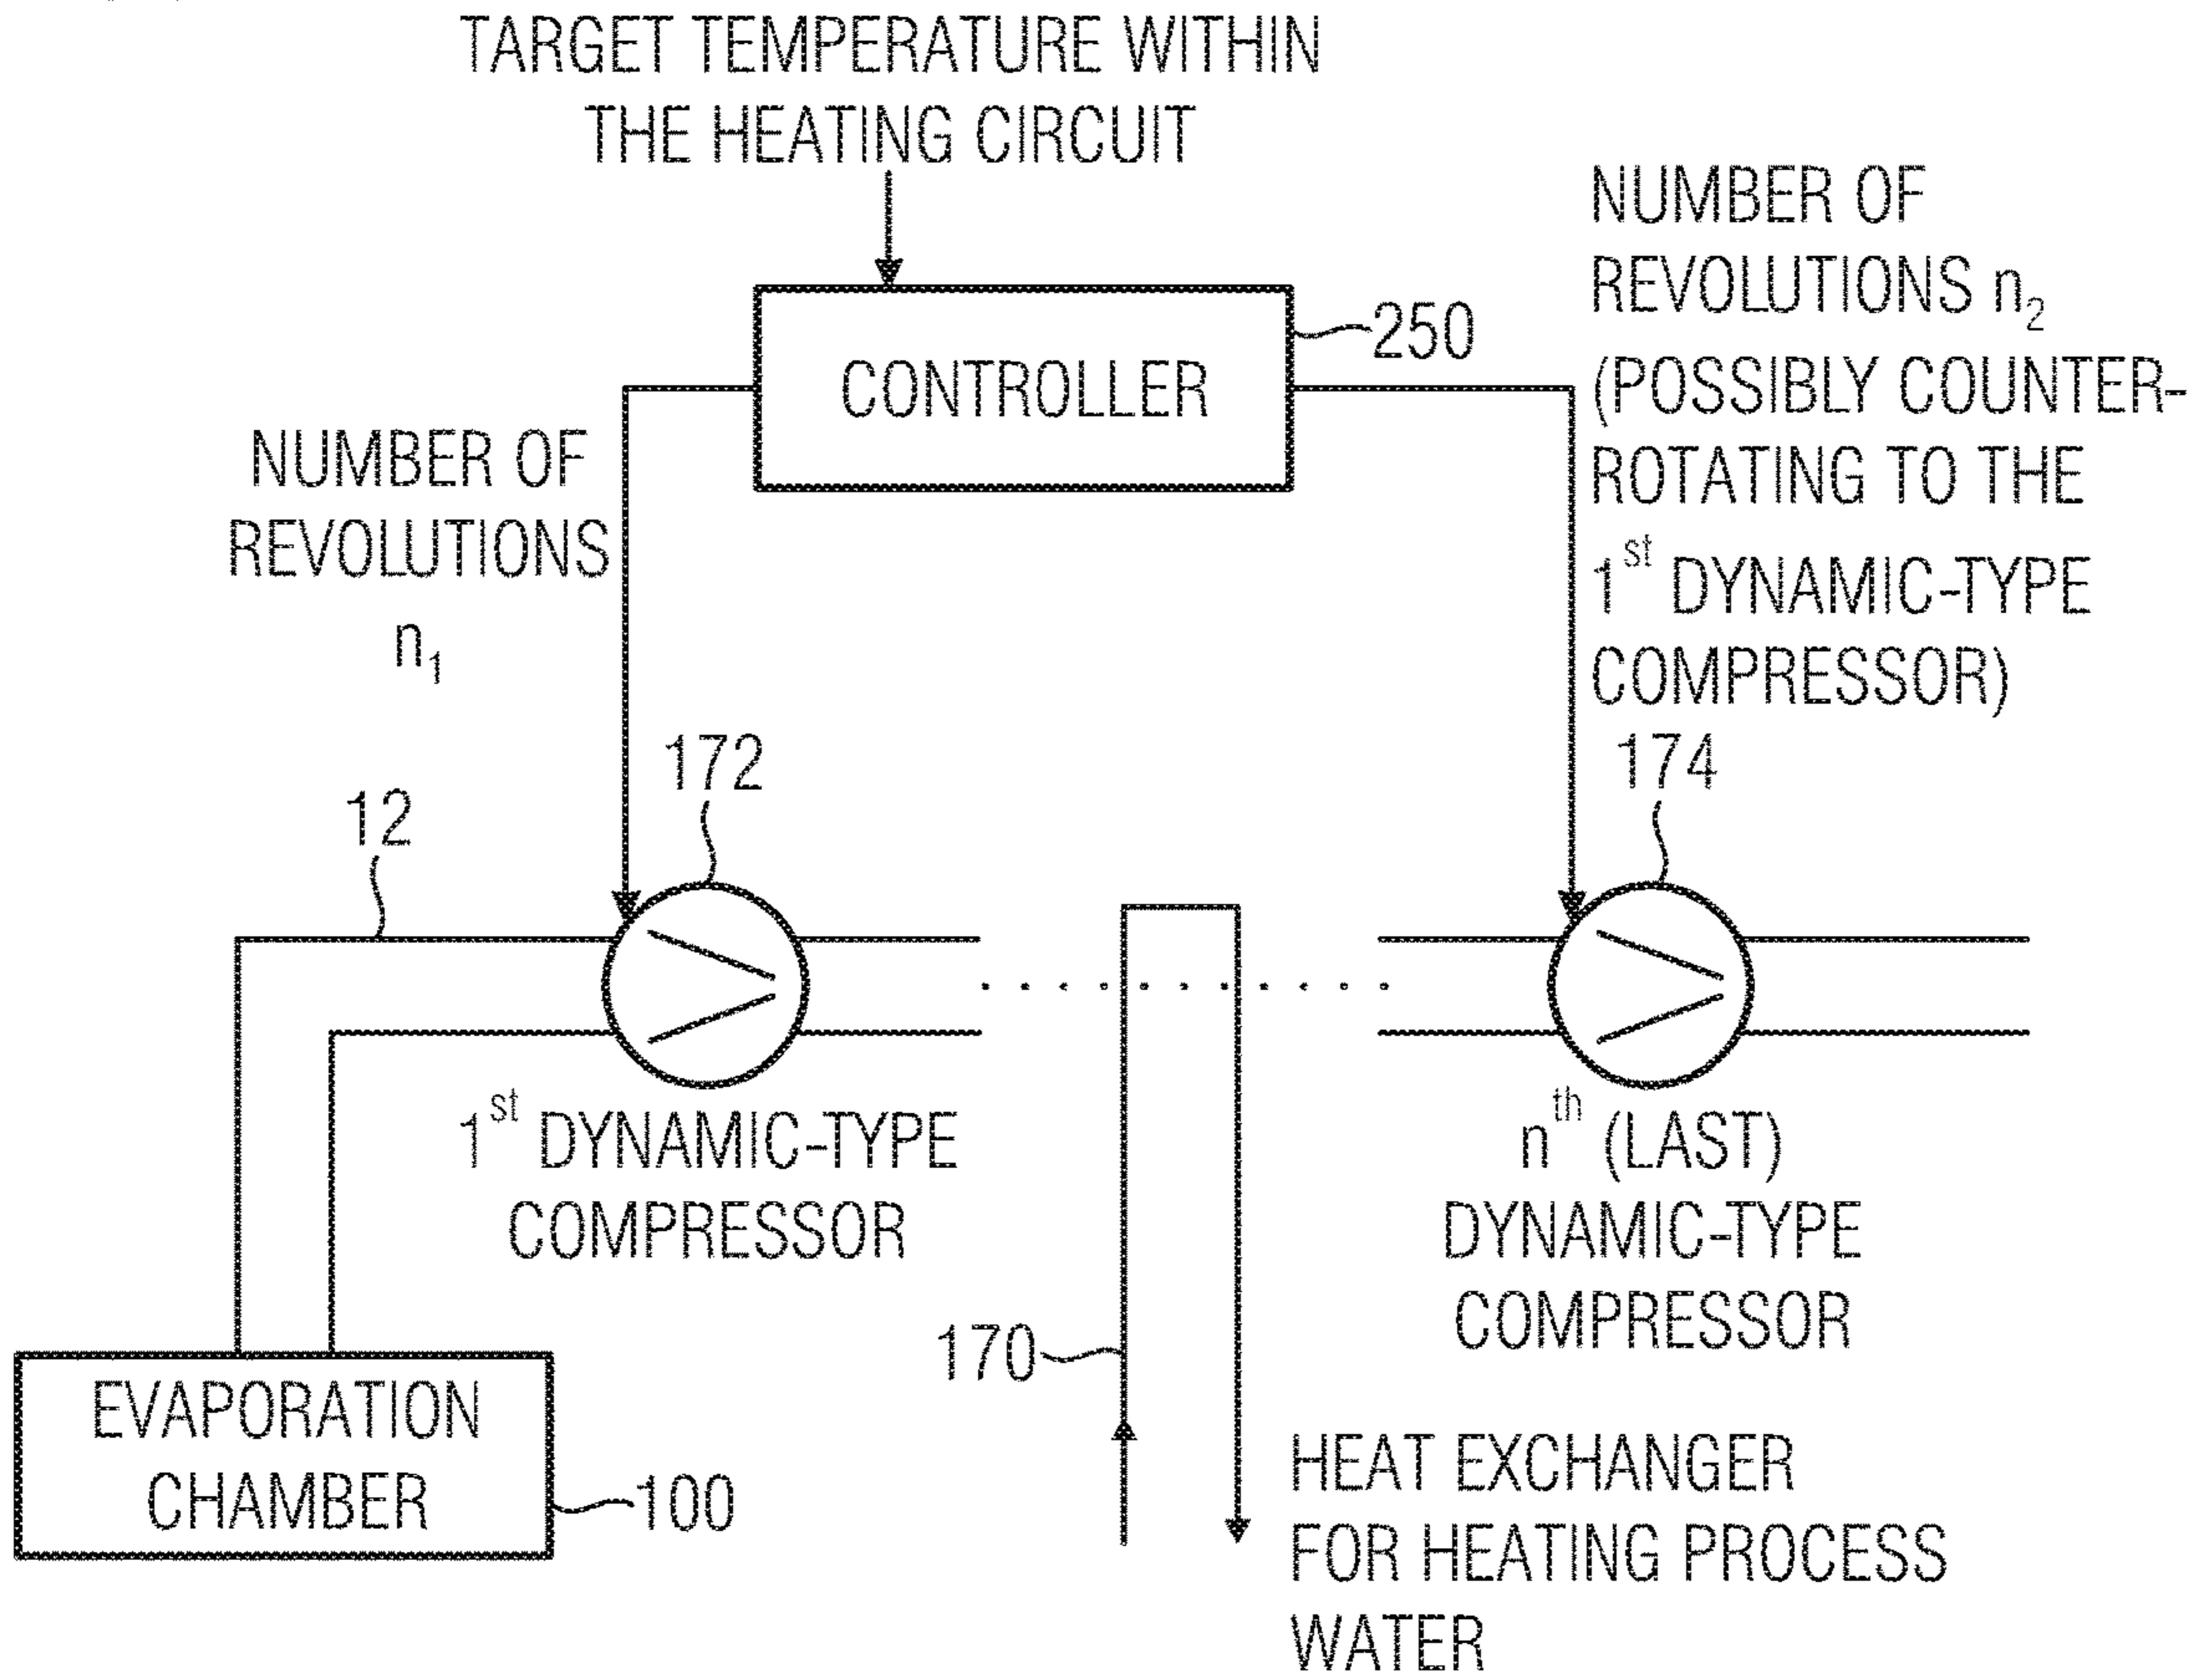 TARGET TEMPERATURE WITHIN
THE HEATING CIRCUIT
CONTROLLER
250
NUMBER OF
REVOLUTIONS n₂
(POSSIBLY COUNTER-
ROTATING TO THE
1st DYNAMIC-TYPE
COMPRESSOR)
NUMBER OF
REVOLUTIONS
n₁
12
172
174
1st DYNAMIC-TYPE
COMPRESSOR
nth (LAST)
DYNAMIC-TYPE
COMPRESSOR
170
EVAPORATION
CHAMBER
100
HEAT EXCHANGER
FOR HEATING PROCESS
WATER